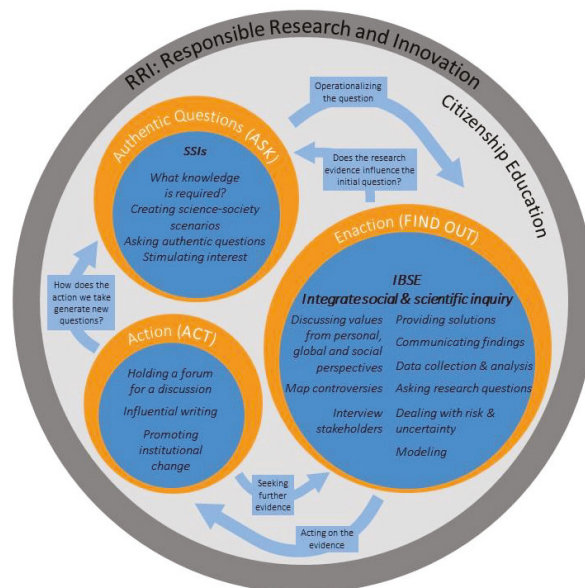 RRI: Responsible Research and Innovation
Citizenship Education
Operationalizing
the question
Authentic Questions (ASK)
SSIs
What knowledge
is required?
Creating science-society
scenarios
Asking authentic questions
Stimulating interest
Does the research
evidence influence the
initial question?
Enaction (FIND OUT)
IBSE
Integrate social & scientific inquiry
Discussing values
from personal,
global and social
perspectives
Map controversies
Interview
stakeholders
Providing solutions
Communicating findings
Data collection & analysis
Asking research questions
Dealing with risk &
uncertainty
Modeling
How does the
action we take
generate new
questions?
Action (ACT)
Holding a forum
for a discussion
Influential writing
Promoting
institutional
change
Seeking
further
evidence
Acting on the
evidence